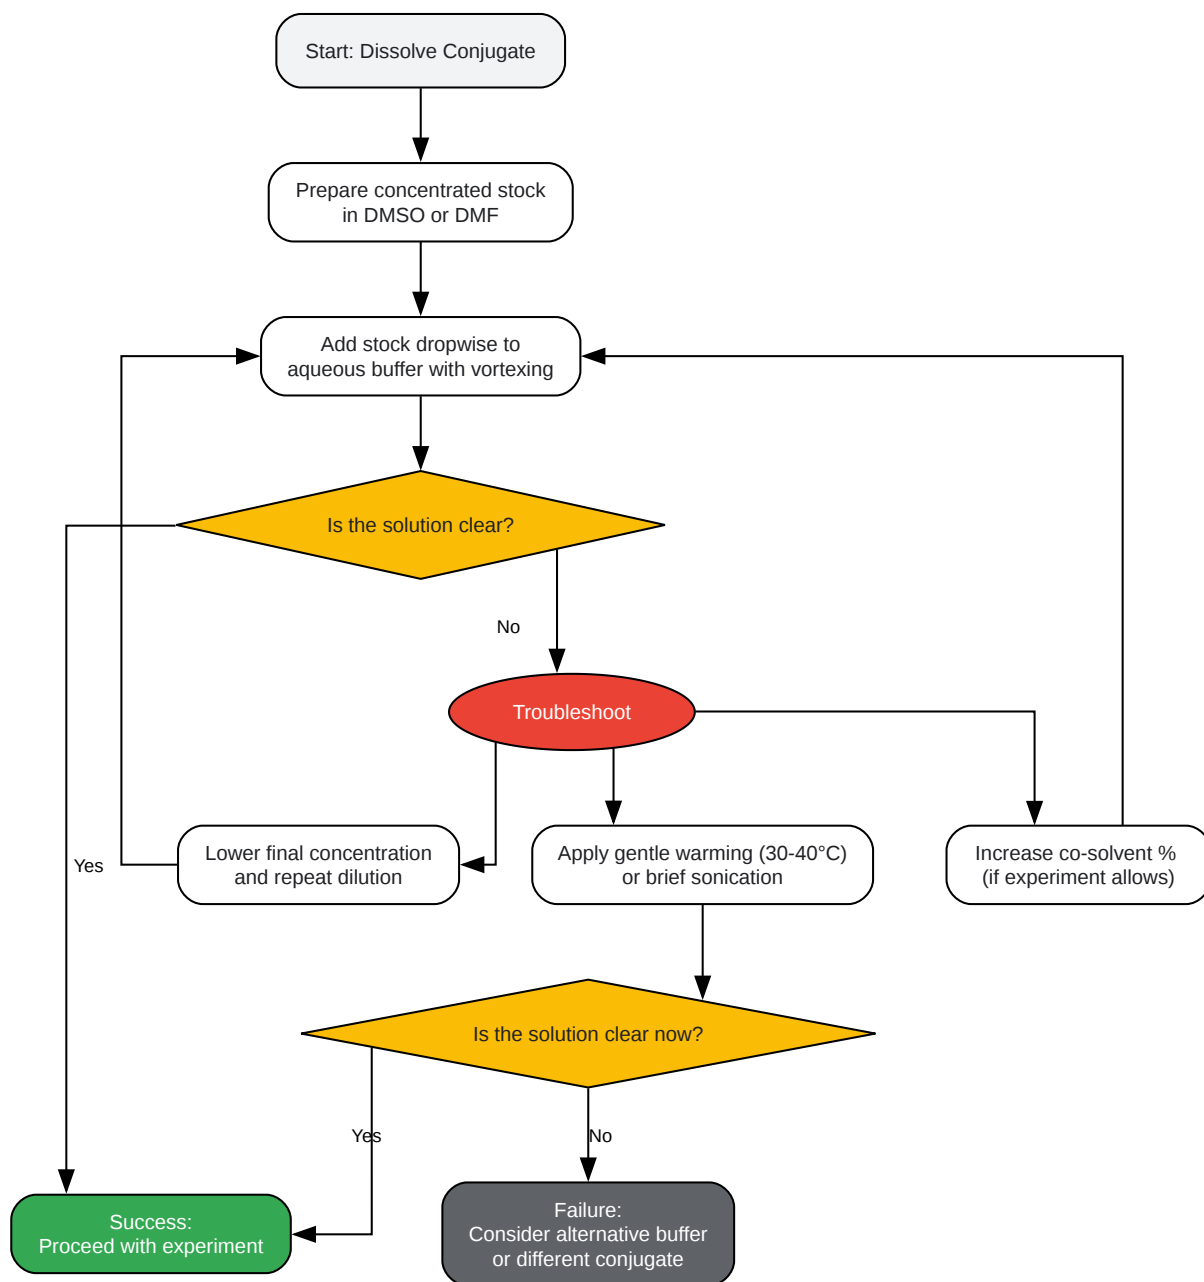 Start: Dissolve Conjugate
Prepare concentrated stock
in DMSO or DMF
Add stock dropwise to
aqueous buffer with vortexing
Is the solution clear?
No
Troubleshoot
Yes
Lower final concentration
and repeat dilution
Apply gentle warming (30-40°C)
or brief sonication
Increase co-solvent %
(if experiment allows)
Is the solution clear now?
Yes
No
Success:
Proceed with experiment
Failure:
Consider alternative buffer
or different conjugate